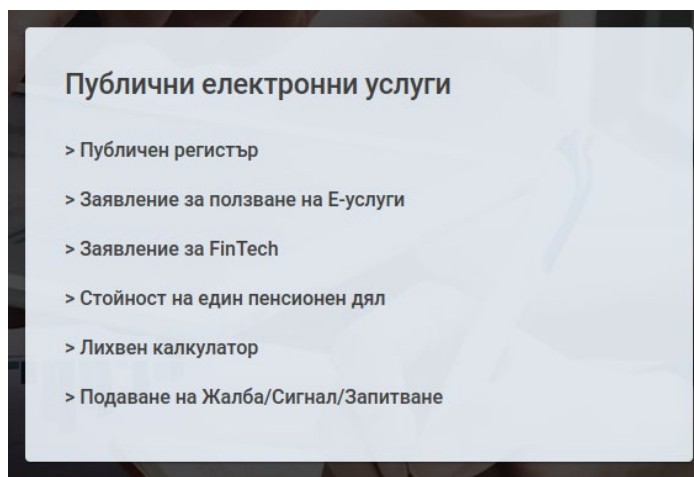 Публични електронни услуги
> Публичен регистър
> Заявление за ползване на Е-услуги
> Заявление за FinTech
> Стойност на един пенсионен дял
> Лихвен калкулатор
> Подаване на Жалба/Сигнал/Запитване